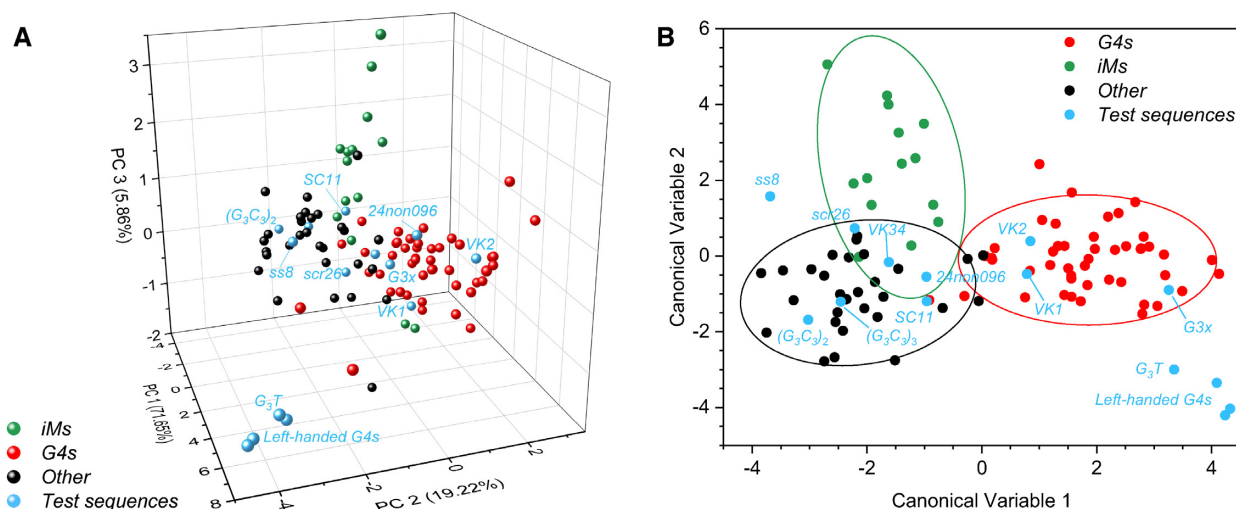 A
3
2
1
0
-1
-2
PC 3 (5.86%)
-4
-2
0
2
4
6
8
PC 1 (71.65%)
-4
-2
0
2
PC 2 (19.22%)
SC11
(G₃C₃)₂
24non096
ss8
scr26
G3x
VK2
VK1
G₃T
Left-handed G4s
iMs
G4s
Other
Test sequences
B
6
4
2
0
-2
-4
Canonical Variable 2
-4
-2
0
2
4
Canonical Variable 1
G4s
iMs
Other
Test sequences
ss8
scr26
VK34
VK2
24non096
VK1
SC11
G3x
(G₃C₃)₂
(G₃C₃)₃
G₃T
Left-handed G4s